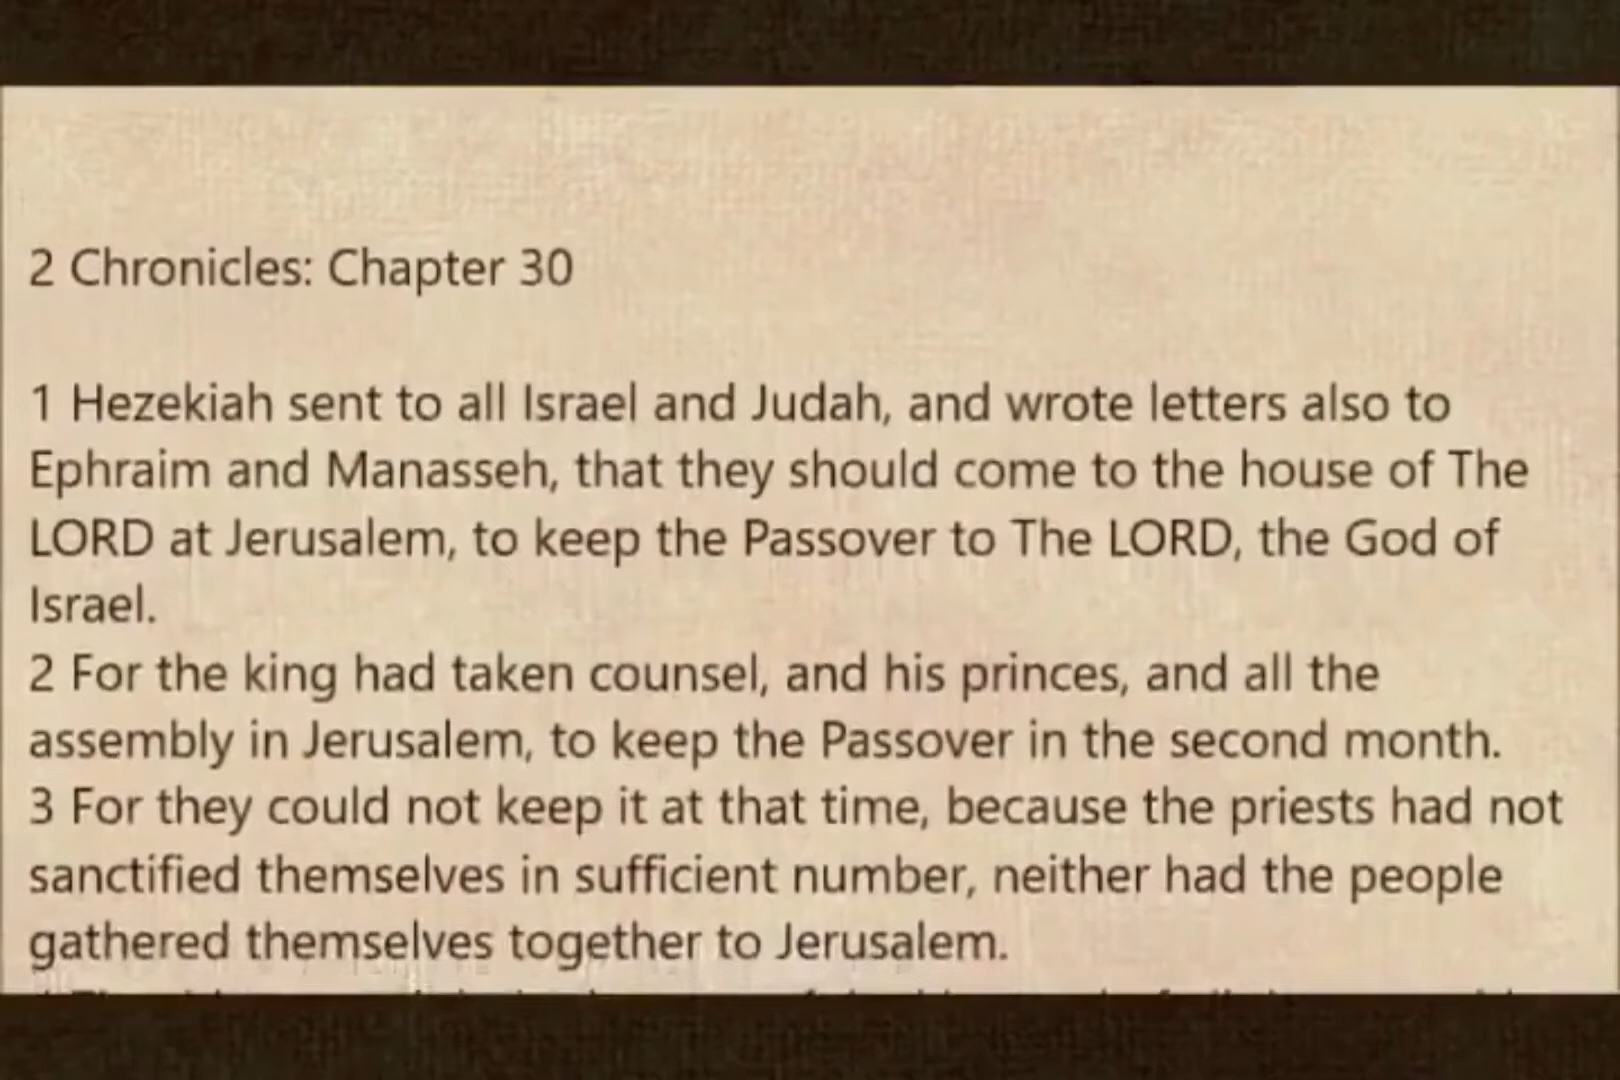 2 Chronicles: Chapter 30
1 Hezekiah sent to all Israel and Judah, and wrote letters also to
Ephraim and Manasseh, that they should come to the house of The
LORD at Jerusalem, to keep the Passover to The LORD, the God of
Israel.
2 For the king had taken counsel, and his princes, and all the
assembly in Jerusalem, to keep the Passover in the second month.
3 For they could not keep it at that time, because the priests had not
sanctified themselves in sufficient number, neither had the people
gathered themselves together to Jerusalem.